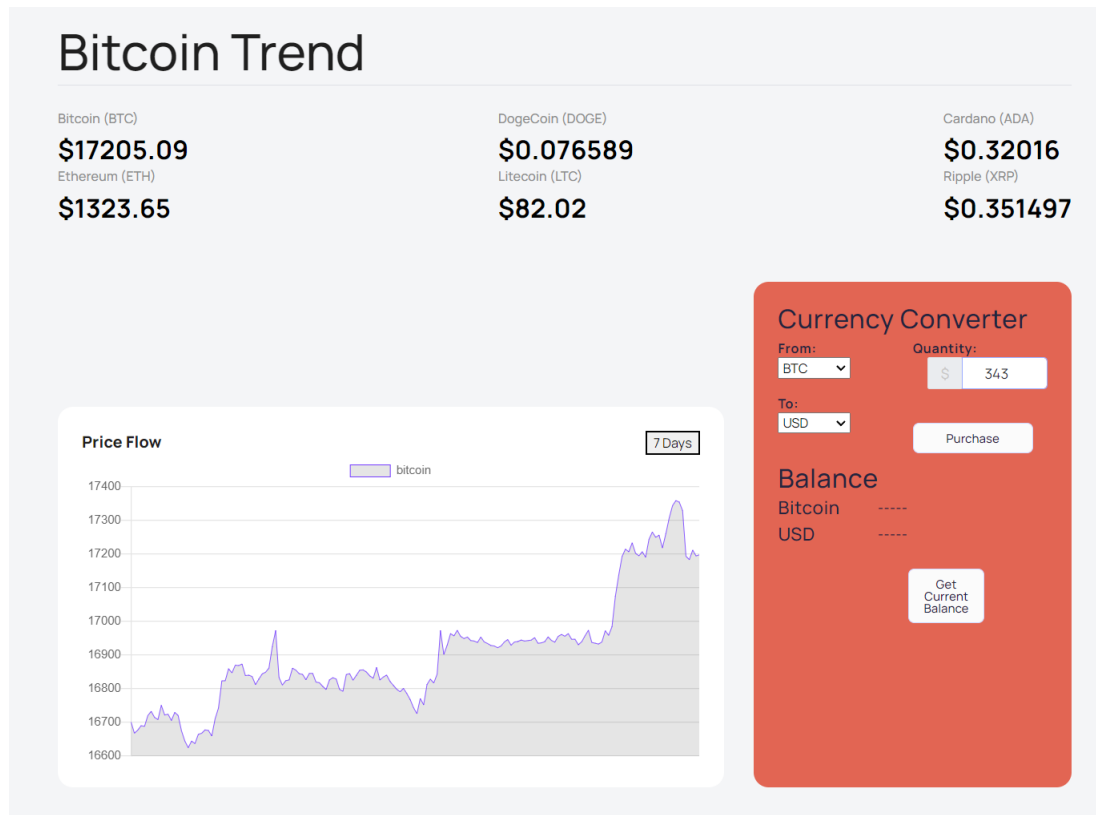 Bitcoin Trend
Bitcoin (BTC)
$17205.09
DogeCoin (DOGE)
$0.076589
Cardano (ADA)
$0.32016
Ethereum (ETH)
$1323.65
Litecoin (LTC)
$82.02
Ripple (XRP)
$0.351497
Price Flow
7 Days
bitcoin
17400
17300
17200
17100
17000
16900
16800
16700
16600
Currency Converter
From:
BTC
Quantity:
$ 343
To:
USD
Purchase
Balance
Bitcoin -----
USD -----
Get
Current
Balance